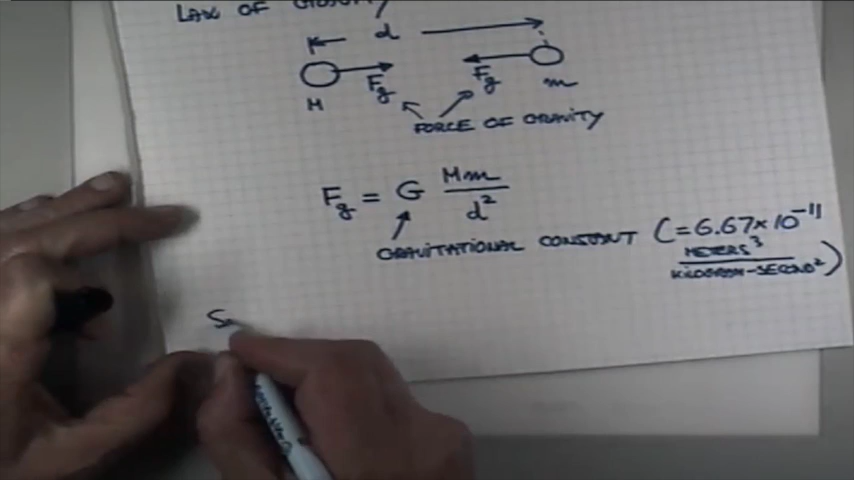 LAW OF GRAVITY
d
Fg Fg
M m
FORCE OF GRAVITY
Fg = G Mm / d²
GRAVITATIONAL CONSTANT (= 6.67 × 10⁻¹¹
METERS³ / KILOGRAM-SECOND²)
S